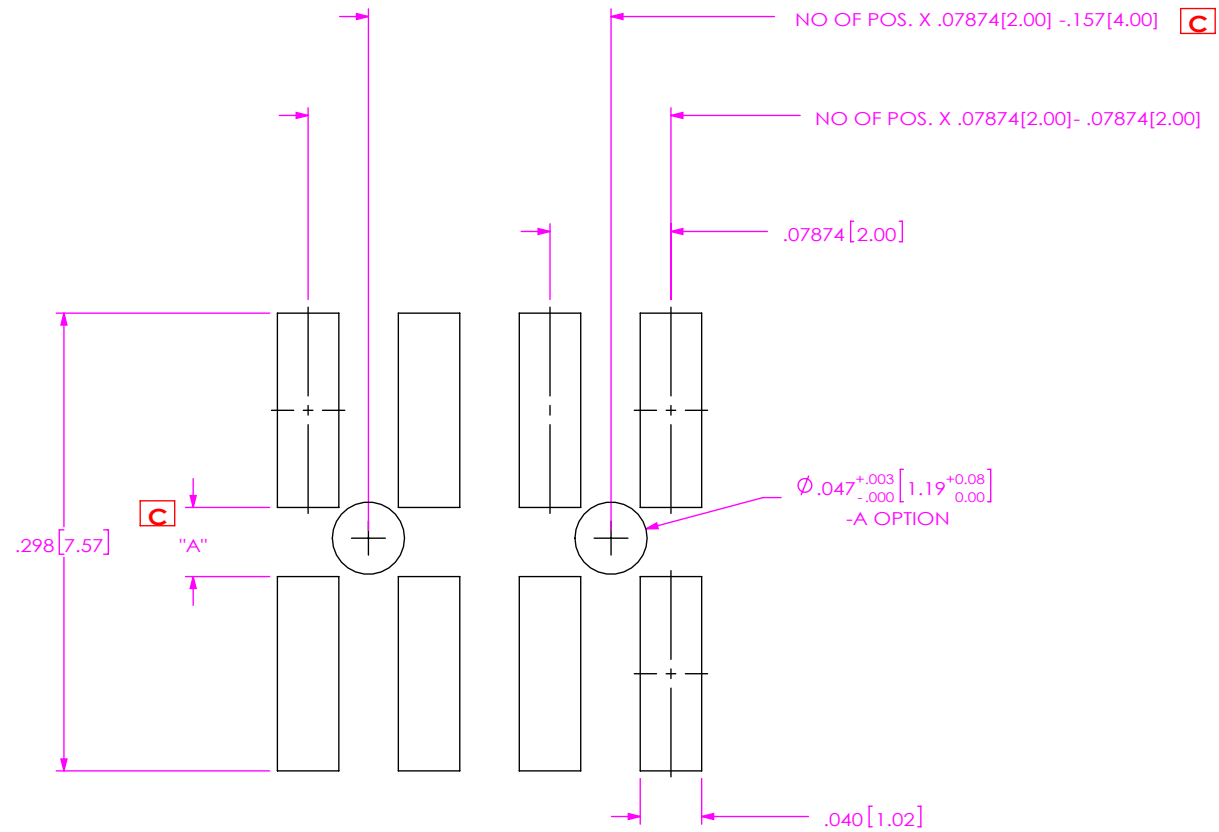 NO OF POS. X .07874[2.00] -.157[4.00] C
NO OF POS. X .07874[2.00]- .07874[2.00]
.07874[2.00]
Ø.047 +.003 -.000 [1.19 +0.08 0.00]
-A OPTION
C
"A"
.298[7.57]
.040[1.02]